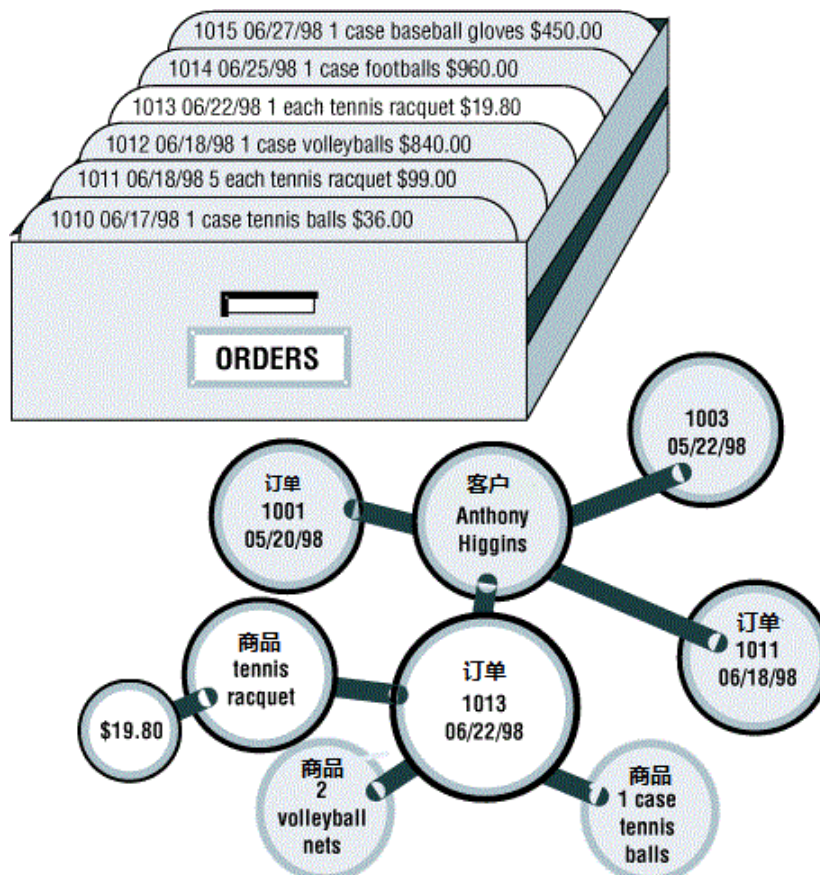 1015 06/27/98 1 case baseball gloves $450.00
1014 06/25/98 1 case footballs $960.00
1013 06/22/98 1 each tennis racquet $19.80
1012 06/18/98 1 case volleyballs $840.00
1011 06/18/98 5 each tennis racquet $99.00
1010 06/17/98 1 case tennis balls $36.00
ORDERS
1003
05/22/98
订单
1001
05/20/98
客户
Anthony
Higgins
订单
1011
06/18/98
商品
tennis
racquet
$19.80
订单
1013
06/22/98
商品
2
volleyball
nets
商品
1 case
tennis
balls